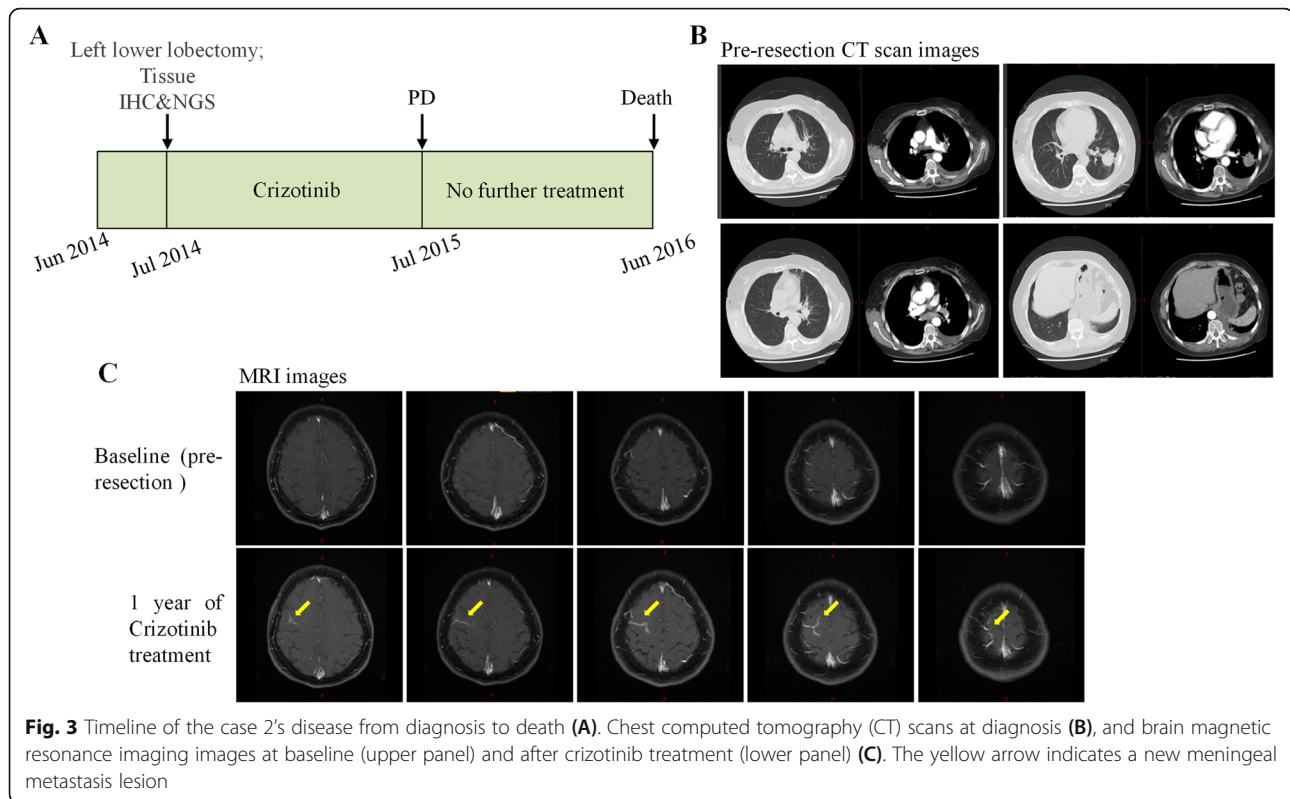 A
Left lower lobectomy;
Tissue
IHC&NGS
PD
Death
Crizotinib
No further treatment
Jun 2014
Jul 2014
Jul 2015
Jun 2016
B
Pre-resection CT scan images
C
MRI images
Baseline (pre-
resection )
1 year of
Crizotinib
treatment
Fig. 3 Timeline of the case 2's disease from diagnosis to death (A). Chest computed tomography (CT) scans at diagnosis (B), and brain magnetic
resonance imaging images at baseline (upper panel) and after crizotinib treatment (lower panel) (C). The yellow arrow indicates a new meningeal
metastasis lesion